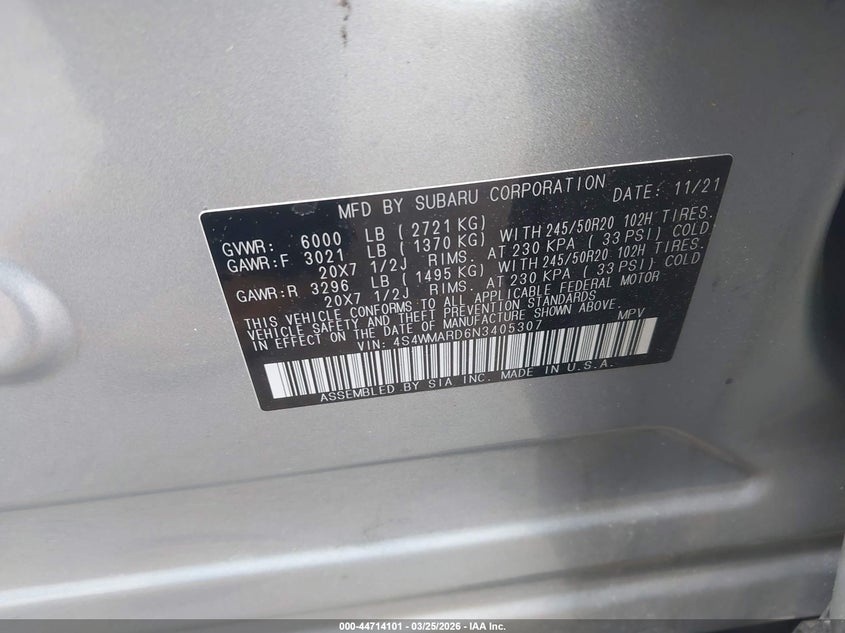 MFD BY SUBARU CORPORATION DATE: 11/21
GVWR: 6000 LB ( 2721 KG)
GAWR:F 3021 LB ( 1370 KG) WITH 245/50R20 102H TIRES.
20X7 1/2J RIMS. AT 230 KPA ( 33 PSI) COLD
GAWR:R 3296 LB ( 1495 KG) WITH 245/50R20 102H TIRES.
20X7 1/2J RIMS. AT 230 KPA ( 33 PSI) COLD
THIS VEHICLE CONFORMS TO ALL APPLICABLE FEDERAL MOTOR
VEHICLE SAFETY AND THEFT PREVENTION STANDARDS
IN EFFECT ON THE DATE OF MANUFACTURE SHOWN ABOVE.
VIN: 4S4WMARD6N3405307 MPV
ASSEMBLED BY SIA INC. MADE IN U.S.A.
000-44714101 - 03/25/2026 - IAA Inc.